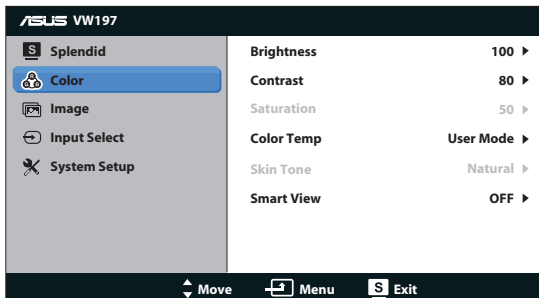 ASUS VW197
S Splendid
Color
Image
Input Select
System Setup
Brightness 100
Contrast 80
Saturation 50
Color Temp User Mode
Skin Tone Natural
Smart View OFF
Move Menu S Exit